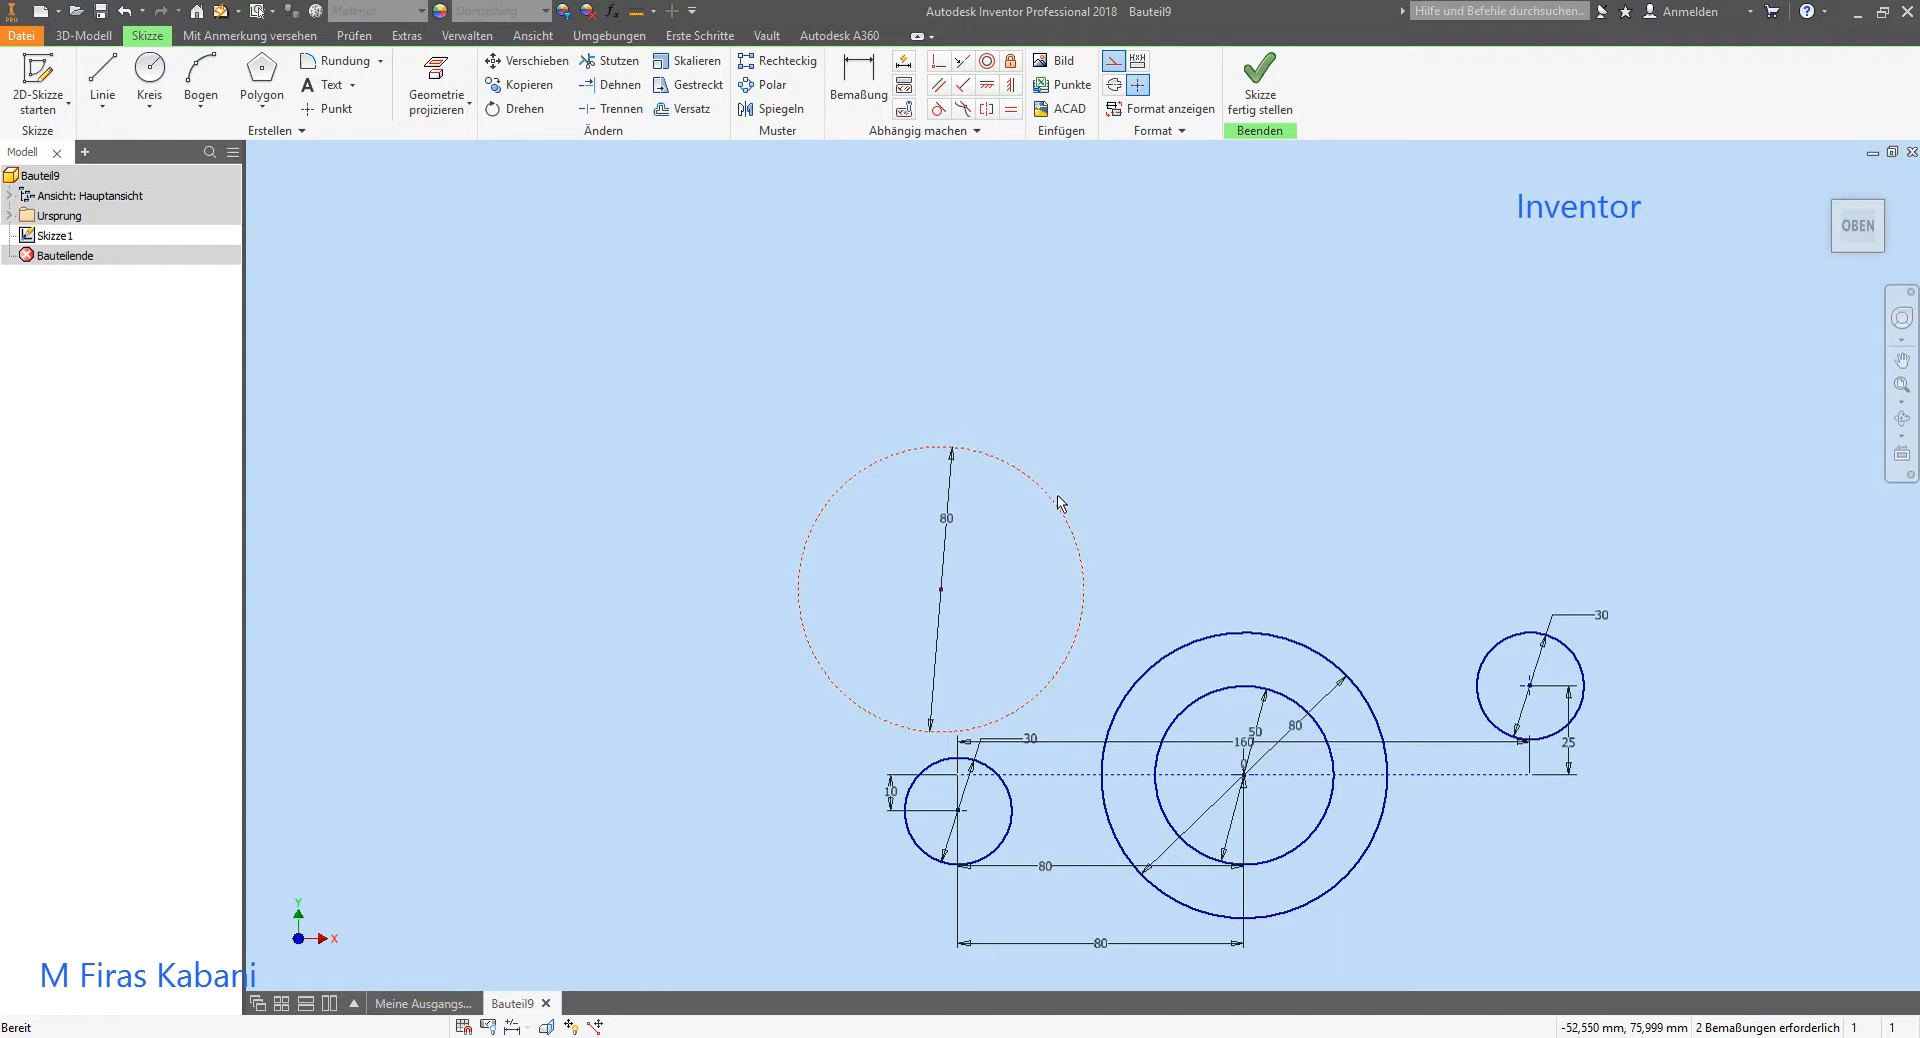 Material
Darstellung
Autodesk Inventor Professional 2018 Bauteil9
Hilfe und Befehle durchsuchen..
Anmelden
PRO
Datei
3D-Modell
Skizze
Mit Anmerkung versehen
Prüfen
Extras
Verwalten
Ansicht
Umgebungen
Erste Schritte
Vault
Autodesk A360
2D-Skizze
starten
Skizze
Linie
Kreis
Bogen
Polygon
Rundung
Text
Punkt
Erstellen
Geometrie
projizieren
Verschieben
Kopieren
Drehen
Stutzen
Dehnen
Trennen
Skalieren
Gestreckt
Versatz
Ändern
Rechteckig
Polar
Spiegeln
Muster
Bemaßung
Abhängig machen
Bild
Punkte
ACAD
Einfügen
Format anzeigen
Format
Skizze
fertig stellen
Beenden
Modell
Bauteil9
Ansicht: Hauptansicht
Ursprung
Skizze1
Bauteilende
Inventor
OBEN
80
30
30
50
80
160
0
25
10
80
80
Y
X
M Firas Kabani
Meine Ausgangs...
Bauteil9
Bereit
-52,550 mm, 75,999 mm
2 Bemaßungen erforderlich
1
1